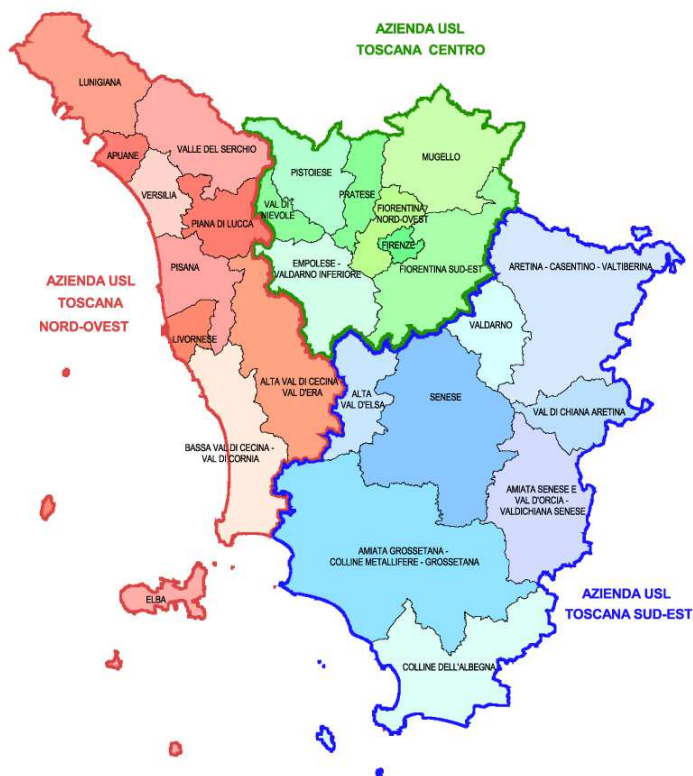 AZIENDA USL
TOSCANA CENTRO
LUNIGIANA
VALLE DEL SERCHIO
APUANE
VERSILIA
PIANA DI LUCCA
PISTOIESE
PRATESE
MUGELLO
VAL DI
NIEVOLE
FIORENTINA
NORD-OVEST
FIRENZE
EMPOLESE -
VALDARNO INFERIORE
FIORENTINA SUD-EST
PISANA
AZIENDA USL
TOSCANA
NORD-OVEST
LIVORNESE
ARETINA - CASENTINO - VALTIBERINA
VALDARNO
ALTA VAL DI CECINA
VAL D'ERA
ALTA
VAL D'ELSA
SENESE
VAL DI CHIANA ARETINA
BASSA VAL DI CECINA -
VAL DI CORNIA
AMIATA SENESE E
VAL D'ORCIA -
VALDICHIANA SENESE
AMIATA GROSSETANA -
COLLINE METALLIFERE - GROSSETANA
ELBA
AZIENDA USL
TOSCANA SUD-EST
COLLINE DELL'ALBEGNA